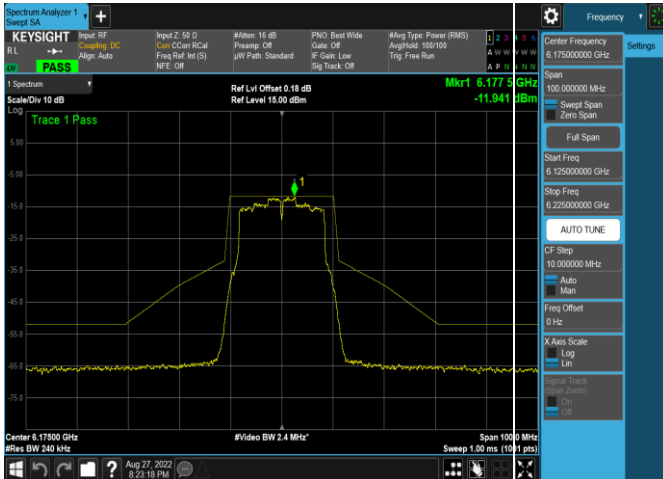 Spectrum Analyzer 1
Swept SA
+
Frequency
KEYSIGHT
Input: RF
Coupling: DC
Align: Auto
Input Z: 50 Ω
Corr CCorr RCal
Freq Ref: Int (S)
NFE: Off
#Atten: 16 dB
Preamp: Off
µW Path: Standard
PNO: Best Wide
Gate: Off
IF Gain: Low
Sig Track: Off
#Avg Type: Power (RMS)
Avg|Hold: 100/100
Trig: Free Run
1 2 3 4 5 6
A W W W W W
A P N N N N
R L
PASS
1 Spectrum
Scale/Div 10 dB
Log
Ref Lvl Offset 0.18 dB
Ref Level 15.00 dBm
Mkr1 6.177 5 GHz
-11.941 dBm
Trace 1 Pass
1
5.00
-5.00
-15.0
-25.0
-35.0
-45.0
-55.0
-65.0
-75.0
Center 6.17500 GHz
#Res BW 240 kHz
#Video BW 2.4 MHz*
Span 100.0 MHz
Sweep 1.00 ms (1001 pts)
Aug 27, 2022
8:23:18 PM
Center Frequency
6.175000000 GHz
Settings
Span
100.000000 MHz
Swept Span
Zero Span
Full Span
Start Freq
6.125000000 GHz
Stop Freq
6.225000000 GHz
AUTO TUNE
CF Step
10.000000 MHz
Auto
Man
Freq Offset
0 Hz
X Axis Scale
Log
Lin
Signal Track
(Span Zoom)
On
Off